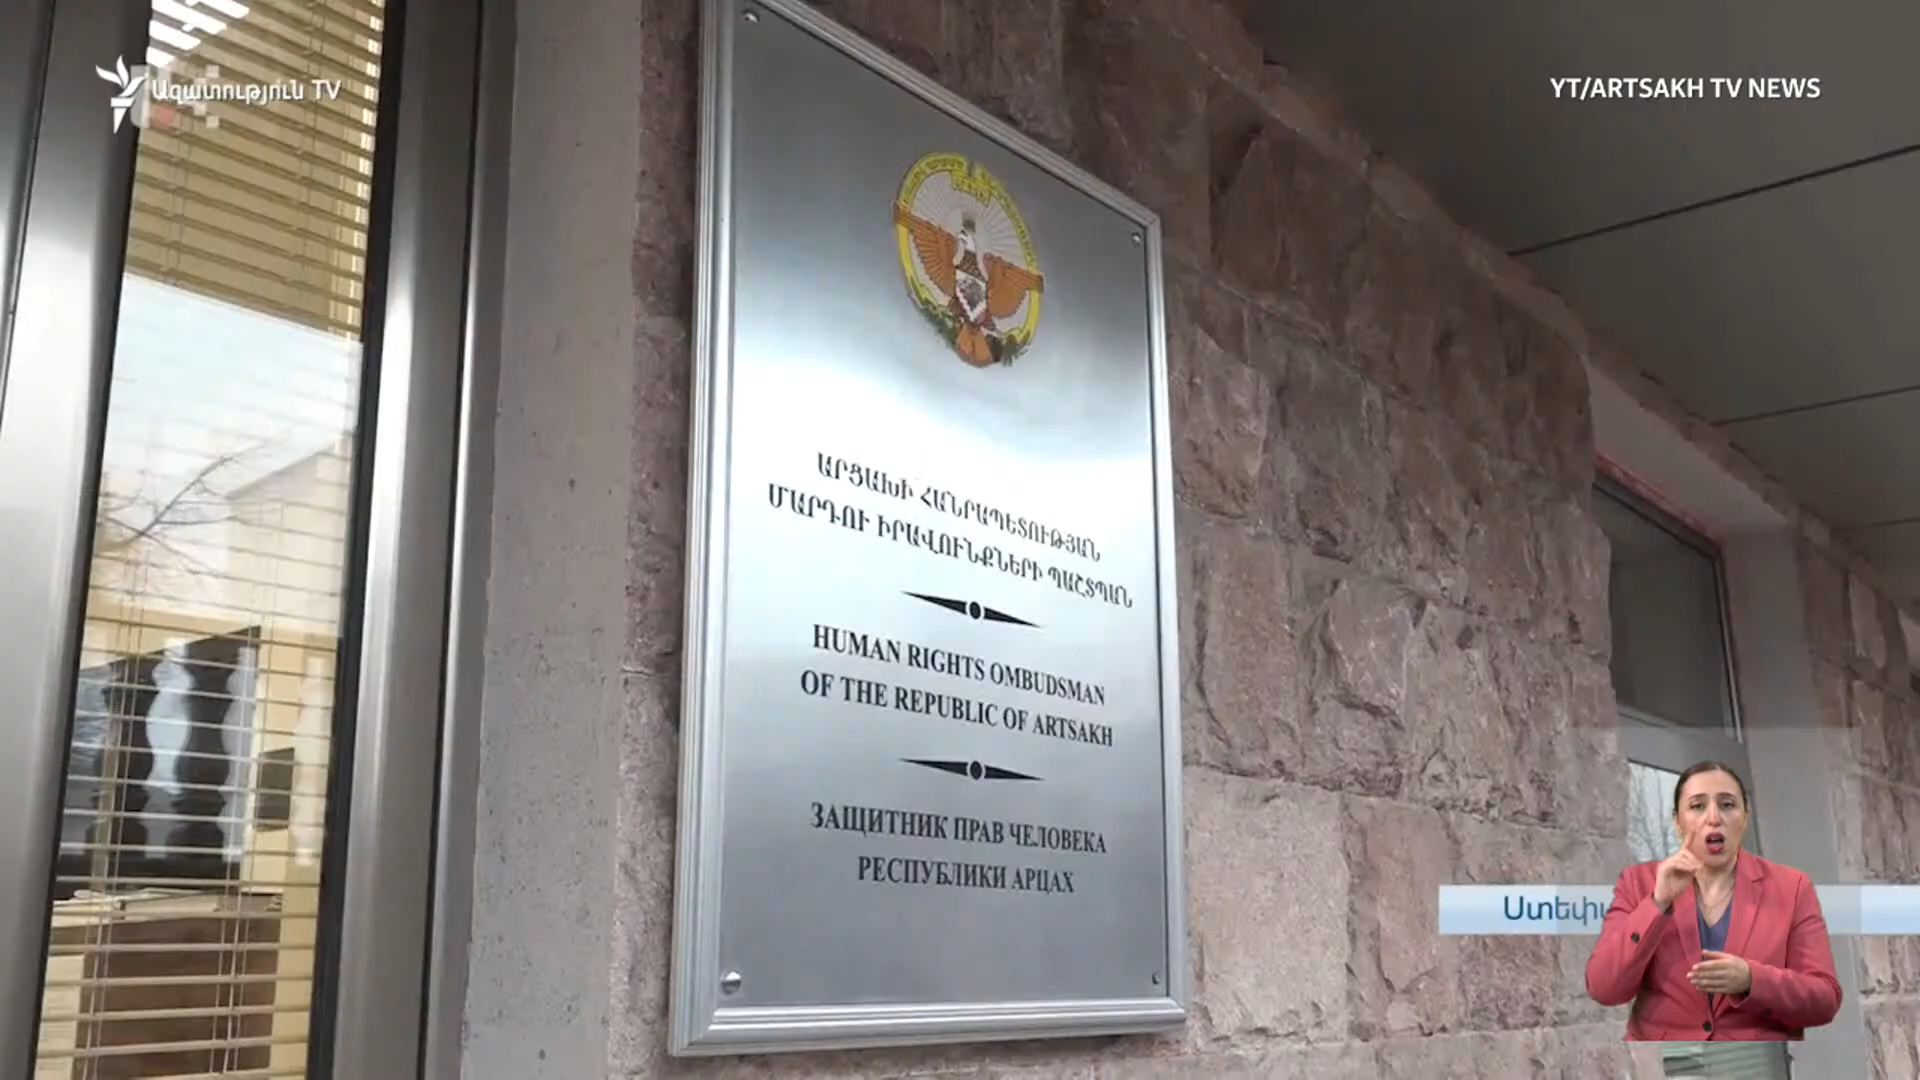 Ազատություն TV
YT/ARTSAKH TV NEWS
ԱՐՑԱԽԻ ՀԱՆՐԱՊԵՏՈՒԹՅԱՆ
ՄԱՐԴՈՒ ԻՐԱՎՈՒՆՔՆԵՐԻ ՊԱՇՏՊԱՆ
HUMAN RIGHTS OMBUDSMAN
OF THE REPUBLIC OF ARTSAKH
ЗАЩИТНИК ПРАВ ЧЕЛОВЕКА
РЕСПУБЛИКИ АРЦАХ